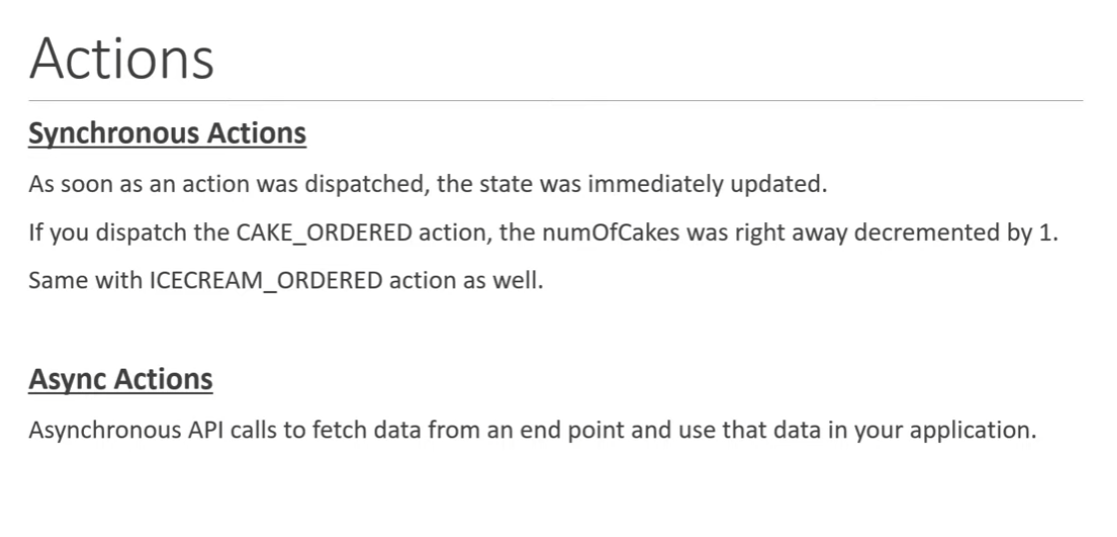 Actions
Synchronous Actions
As soon as an action was dispatched, the state was immediately updated.
If you dispatch the CAKE_ORDERED action, the numOfCakes was right away decremented by 1.
Same with ICECREAM_ORDERED action as well.
Async Actions
Asynchronous API calls to fetch data from an end point and use that data in your application.